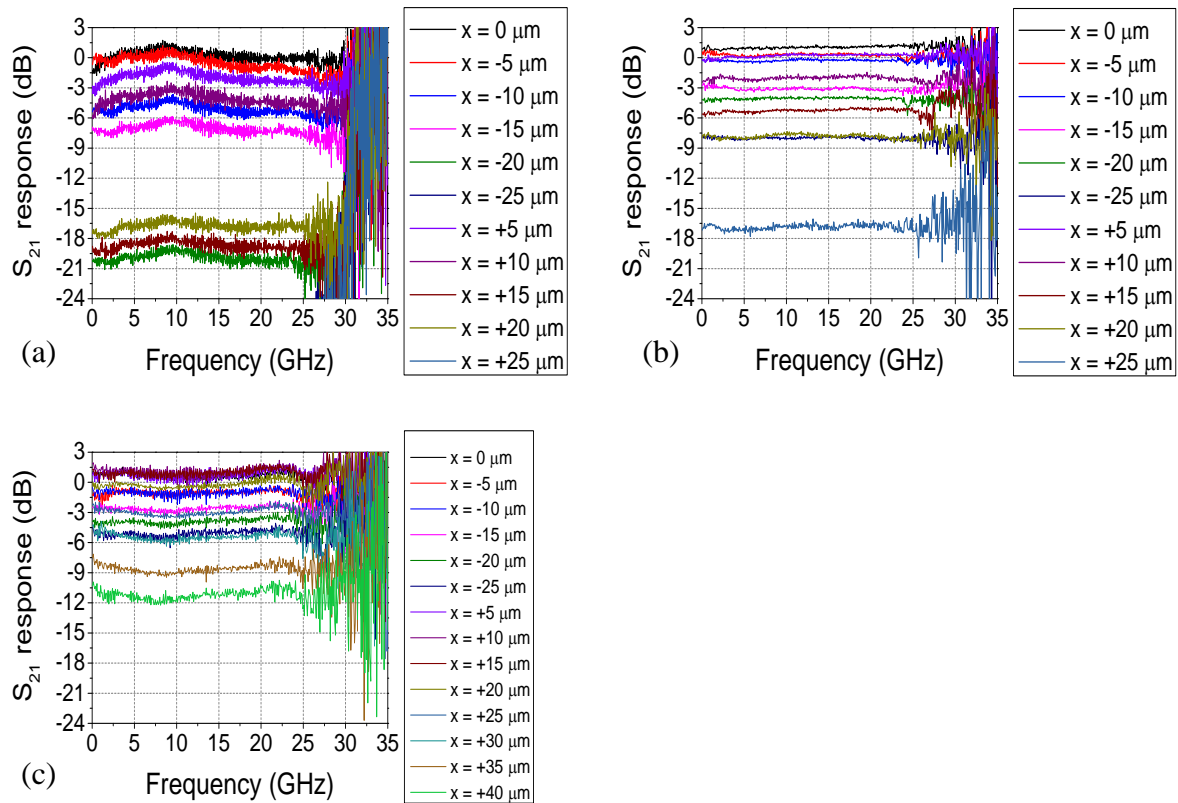 3
0
-3
-6
-9
-12
-15
-18
-21
-24
S₂₁ response (dB)
0 5 10 15 20 25 30 35
Frequency (GHz)
(a)
x = 0 μm
x = -5 μm
x = -10 μm
x = -15 μm
x = -20 μm
x = -25 μm
x = +5 μm
x = +10 μm
x = +15 μm
x = +20 μm
x = +25 μm
3
0
-3
-6
-9
-12
-15
-18
-21
-24
S₂₁ response (dB)
0 5 10 15 20 25 30 35
Frequency (GHz)
(b)
x = 0 μm
x = -5 μm
x = -10 μm
x = -15 μm
x = -20 μm
x = -25 μm
x = +5 μm
x = +10 μm
x = +15 μm
x = +20 μm
x = +25 μm
3
0
-3
-6
-9
-12
-15
-18
-21
-24
S₂₁ response (dB)
0 5 10 15 20 25 30 35
Frequency (GHz)
(c)
x = 0 μm
x = -5 μm
x = -10 μm
x = -15 μm
x = -20 μm
x = -25 μm
x = +5 μm
x = +10 μm
x = +15 μm
x = +20 μm
x = +25 μm
x = +30 μm
x = +35 μm
x = +40 μm